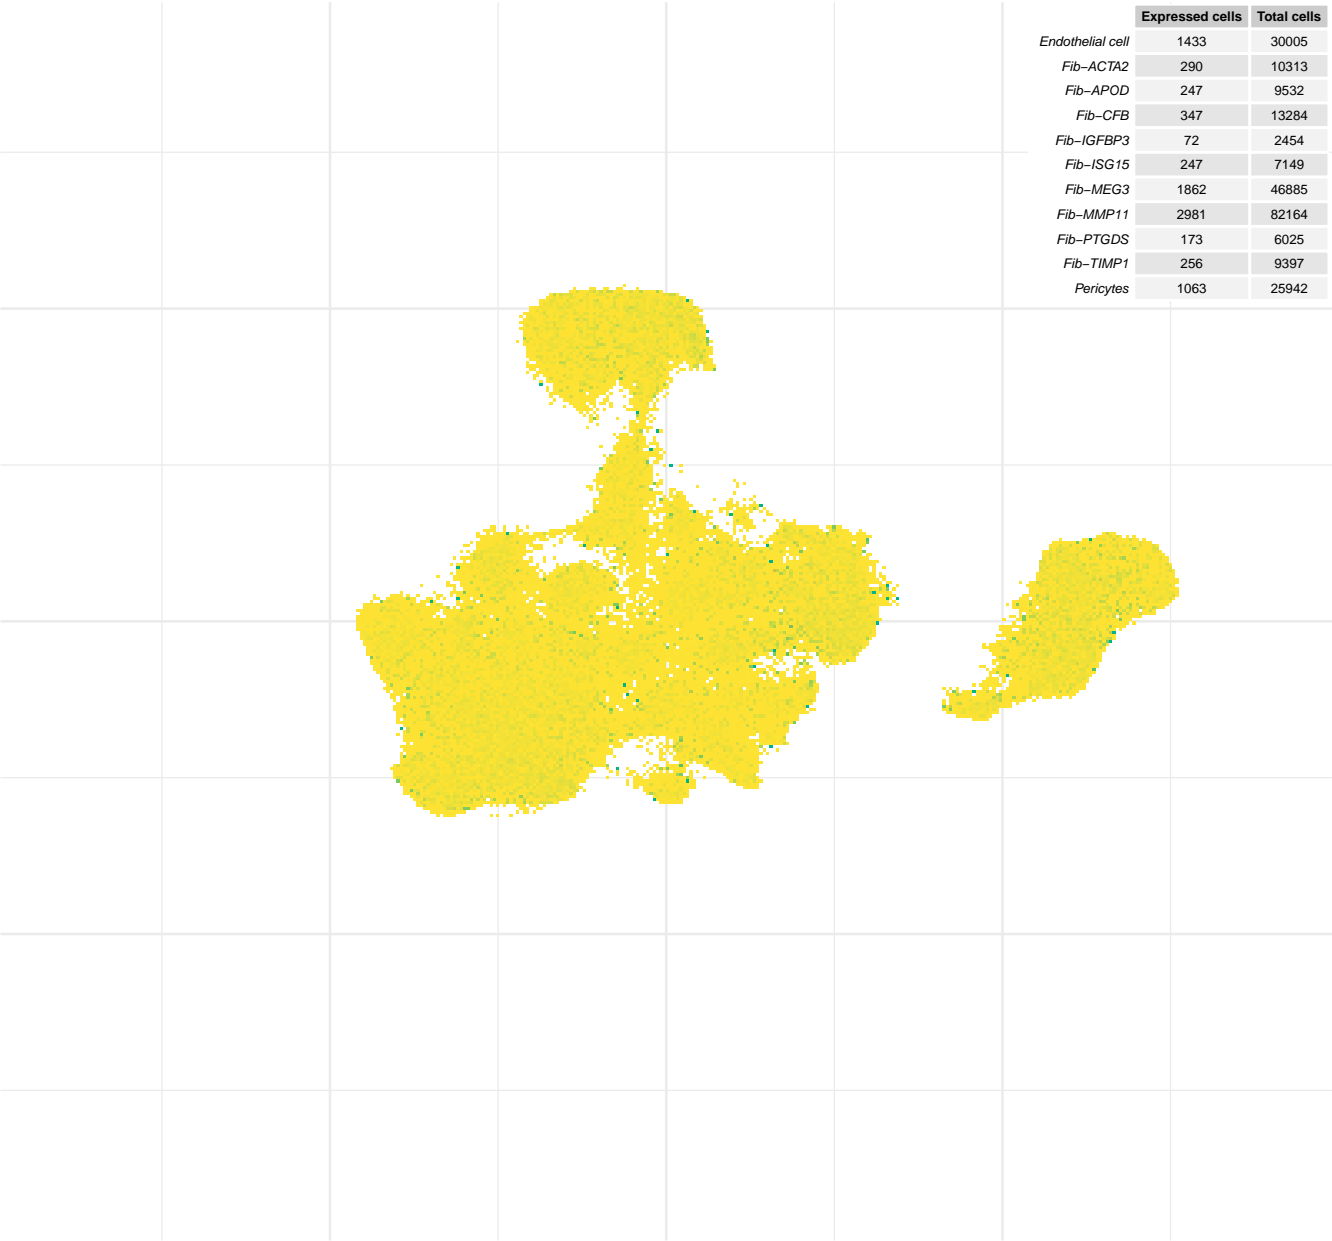 Expressed cells Total cells
Endothelial cell 1433 30005
Fib−ACTA2 290 10313
Fib−APOD 247 9532
Fib−CFB 347 13284
Fib−IGFBP3 72 2454
Fib−ISG15 247 7149
Fib−MEG3 1862 46885
Fib−MMP11 2981 82164
Fib−PTGDS 173 6025
Fib−TIMP1 256 9397
Pericytes 1063 25942